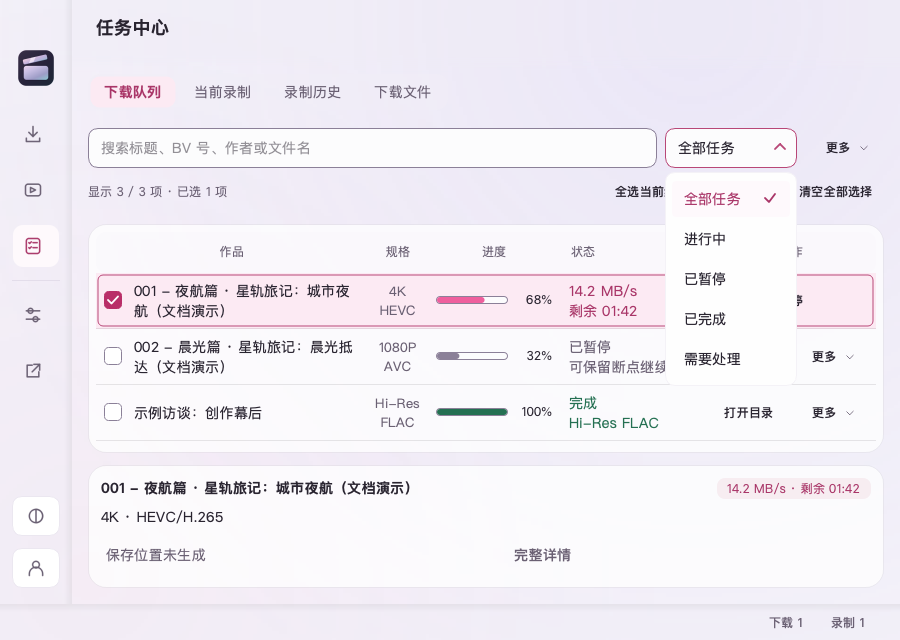 任务中心
下载队列 当前录制 录制历史 下载文件
搜索标题、BV 号、作者或文件名 全部任务 更多
显示 3 / 3 项 · 已选 1 项 全选当前 清空全部选择
全部任务
进行中
已暂停
已完成
需要处理
作品 规格 进度 状态
001 – 夜航篇 · 星轨旅记：城市夜航（文档演示） 4K HEVC 68% 14.2 MB/s 剩余 01:42
002 – 晨光篇 · 星轨旅记：晨光抵达（文档演示） 1080P AVC 32% 已暂停 可保留断点继续 更多
示例访谈：创作幕后 Hi-Res FLAC 100% 完成 Hi-Res FLAC 打开目录 更多
001 – 夜航篇 · 星轨旅记：城市夜航（文档演示） 14.2 MB/s · 剩余 01:42
4K · HEVC/H.265
保存位置未生成 完整详情
下载 1 录制 1